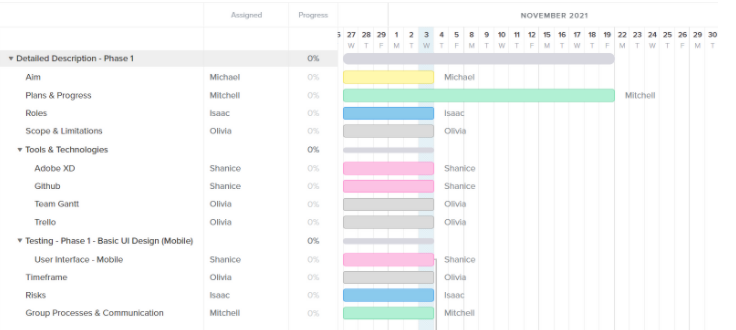 Assigned Progress NOVEMBER 2021
27 28 29 1 2 3 4 5 8 9 10 11 12 15 16 17 18 19 22 23 24 25 26 29 30
W T F M T W T F M T W T F M T W T F M T W T F M T
Detailed Description - Phase 1 0%
Aim Michael 0% Michael
Plans & Progress Mitchell 0% Mitchell
Roles Isaac 0% Isaac
Scope & Limitations Olivia 0% Olivia
Tools & Technologies 0%
Adobe XD Shanice 0% Shanice
Github Shanice 0% Shanice
Team Gantt Olivia 0% Olivia
Trello Olivia 0% Olivia
Testing - Phase 1 - Basic UI Design (Mobile) 0%
User Interface - Mobile Shanice 0% Shanice
Timeframe Olivia 0% Olivia
Risks Isaac 0% Isaac
Group Processes & Communication Mitchell 0% Mitchell